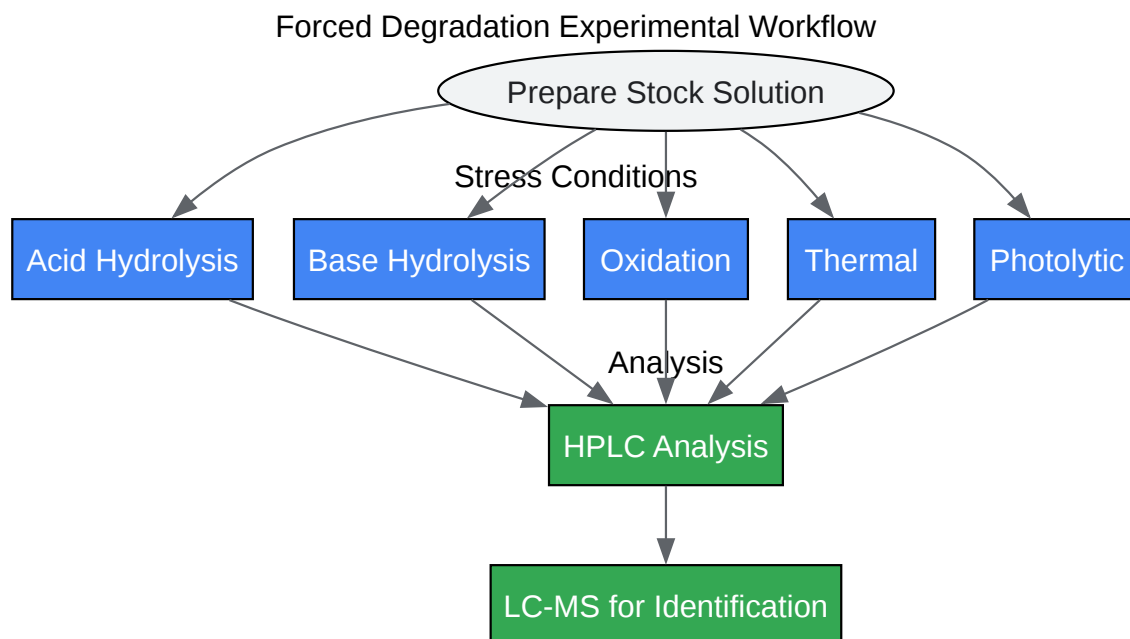 Forced Degradation Experimental Workflow
Prepare Stock Solution
Stress Conditions
Acid Hydrolysis
Base Hydrolysis
Oxidation
Thermal
Photolytic
Analysis
HPLC Analysis
LC-MS for Identification